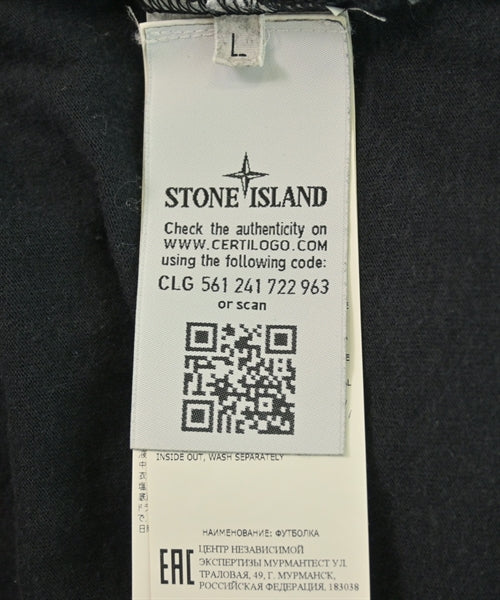 L
STONE ISLAND
Check the authenticity on
WWW.CERTILOGO.COM
using the following code:
CLG 561 241 722 963
or scan
INSIDE OUT, WASH SEPARATELY
НАИМЕНОВАНИЕ: ФУТБОЛКА
EAC
ЦЕНТР НЕЗАВИСИМОЙ
ЭКСПЕРТИЗЫ МУРМАНТЕСТ УЛ.
ТРАЛОВАЯ, 49, Г. МУРМАНСК,
РОССИЙСКАЯ ФЕДЕРАЦИЯ, 183038